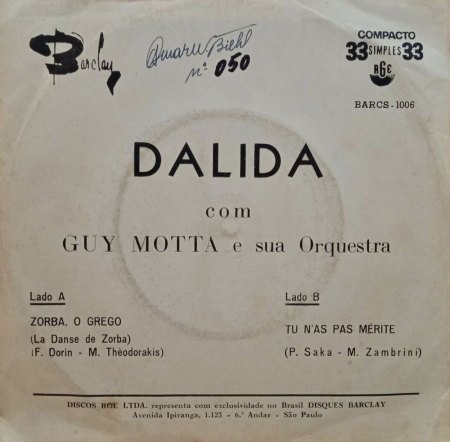 Barclay
Amaru Biehl
nº 050
COMPACTO
33 SIMPLES 33
RGE
BARCS-1006
DALIDA
com
GUY MOTTA e sua Orquestra
Lado A
ZORBA, O GREGO
(La Danse de Zorba)
(F. Dorin - M. Thèodorakis)
Lado B
TU N'AS PAS MÉRITE
(P. Saka - M. Zambrini)
DISCOS RGE LTDA. representa com exclusividade no Brasil DISQUES BARCLAY
Avenida Ipiranga, 1.125 - 6.º Andar - São Paulo